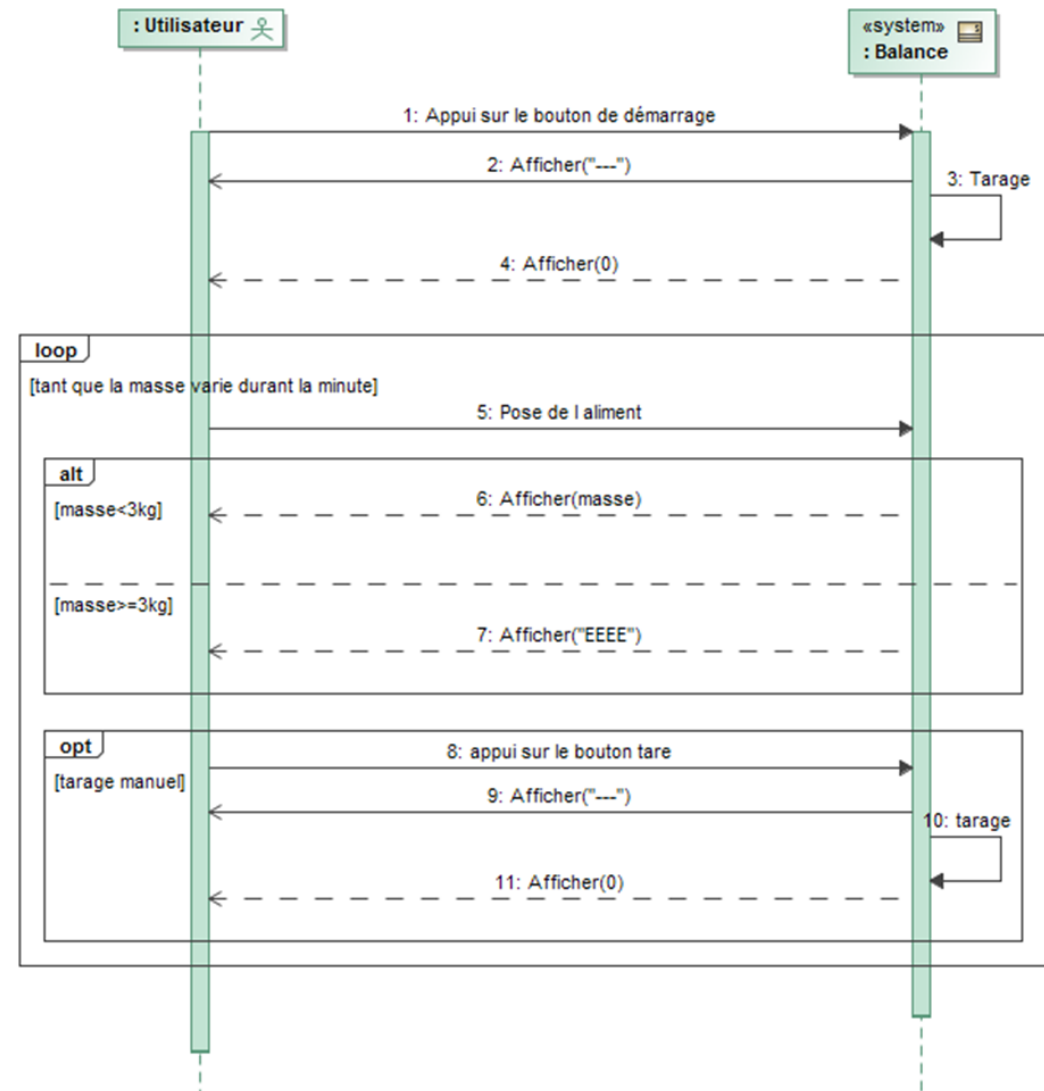 : Utilisateur
«system»
: Balance
1: Appui sur le bouton de démarrage
2: Afficher("---")
3: Tarage
4: Afficher(0)
loop
[tant que la masse varie durant la minute]
5: Pose de l aliment
alt
[masse<3kg]
6: Afficher(masse)
[masse>=3kg]
7: Afficher("EEEE")
opt
[tarage manuel]
8: appui sur le bouton tare
9: Afficher("---")
10: tarage
11: Afficher(0)